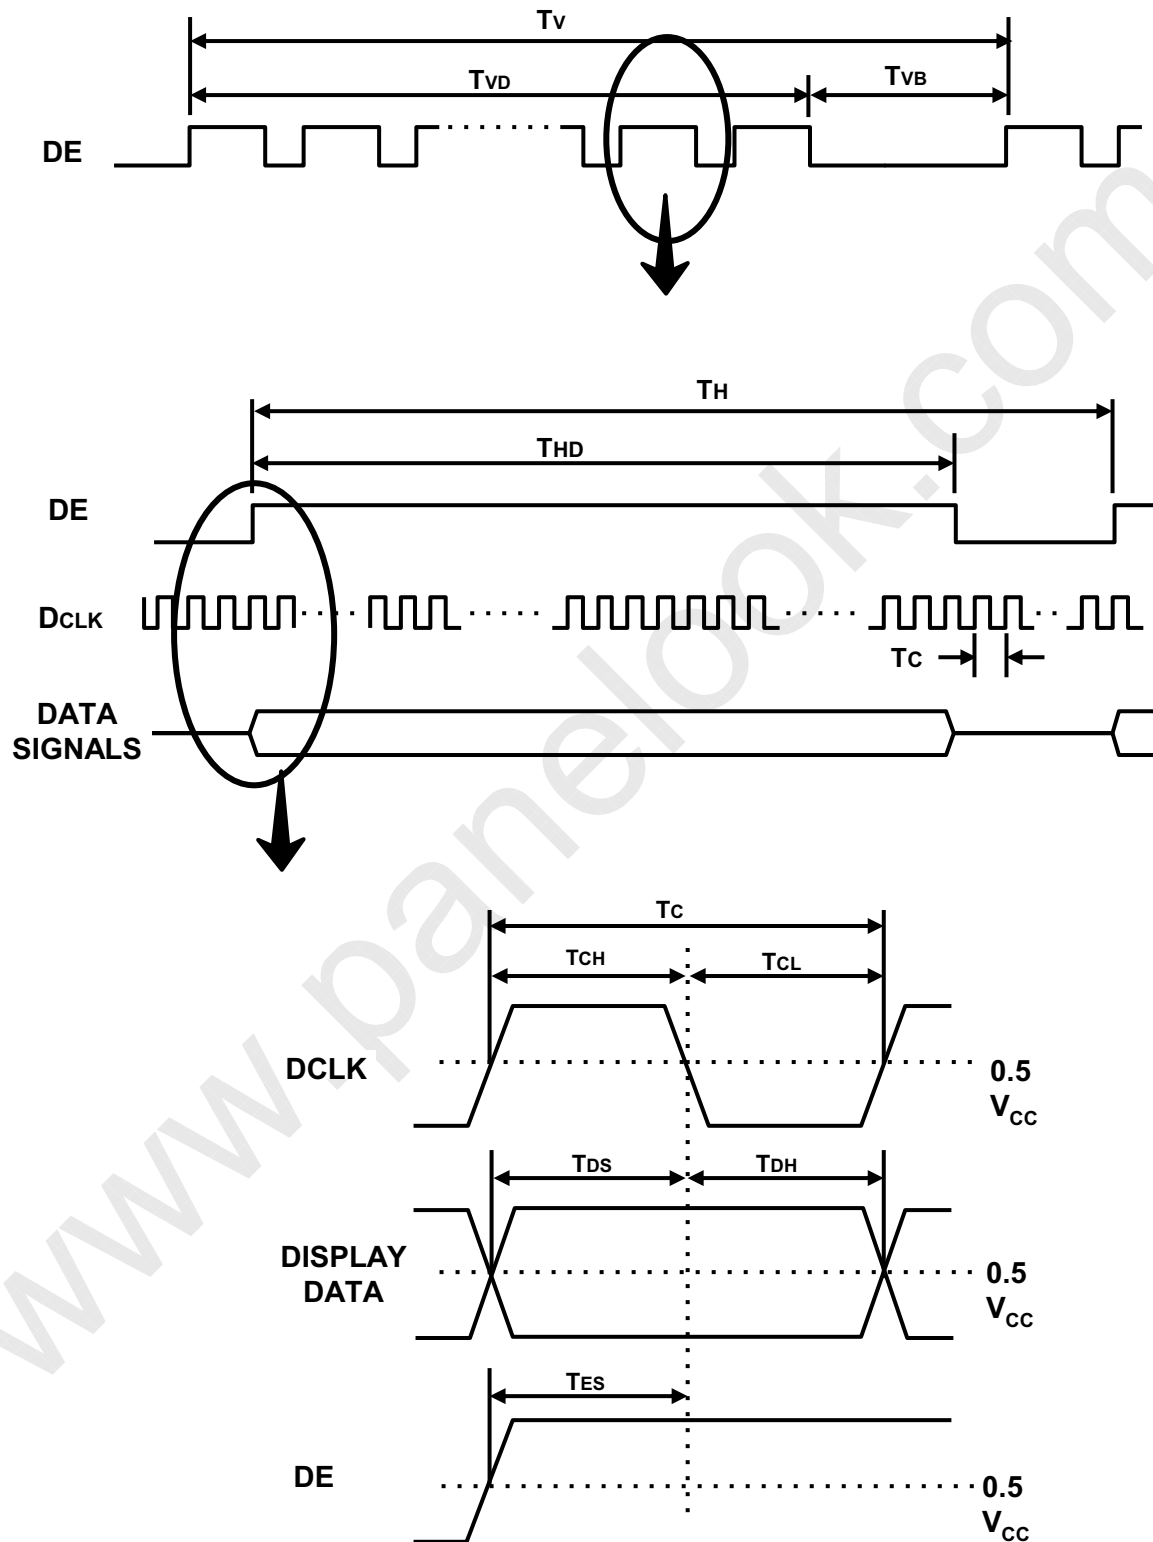 TV
TVD
TVB
DE
TH
THD
DE
DCLK
TC
DATA
SIGNALS
TC
TCH
TCL
DCLK
0.5
VCC
TDS
TDH
DISPLAY
DATA
0.5
VCC
TES
DE
0.5
VCC
www.panelook.com